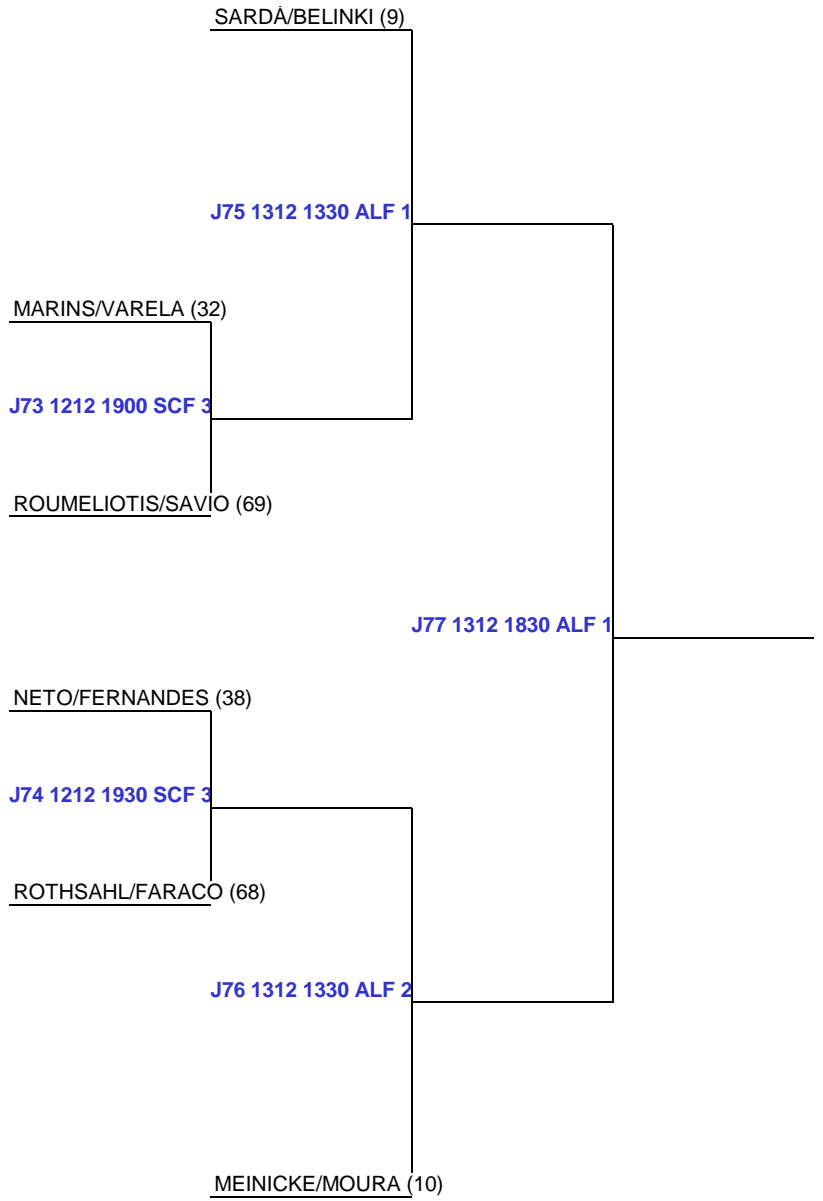 SARDÁ/BELINKI (9)
J75 1312 1330 ALF 1
MARINS/VARELA (32)
J73 1212 1900 SCF 3
ROUMELIOTIS/SAVIO (69)
J77 1312 1830 ALF 1
NETO/FERNANDES (38)
J74 1212 1930 SCF 3
ROTHSAHL/FARACO (68)
J76 1312 1330 ALF 2
MEINICKE/MOURA (10)